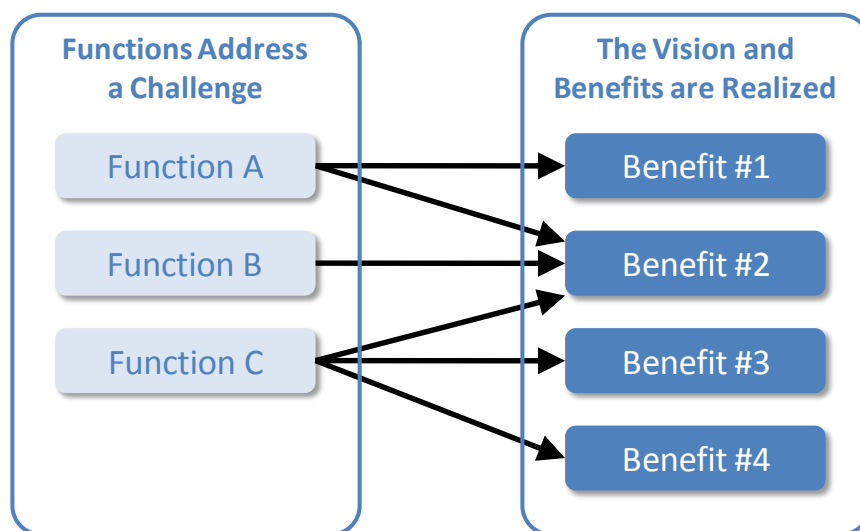 Functions Address
a Challenge
Function A
Function B
Function C
The Vision and
Benefits are Realized
Benefit #1
Benefit #2
Benefit #3
Benefit #4